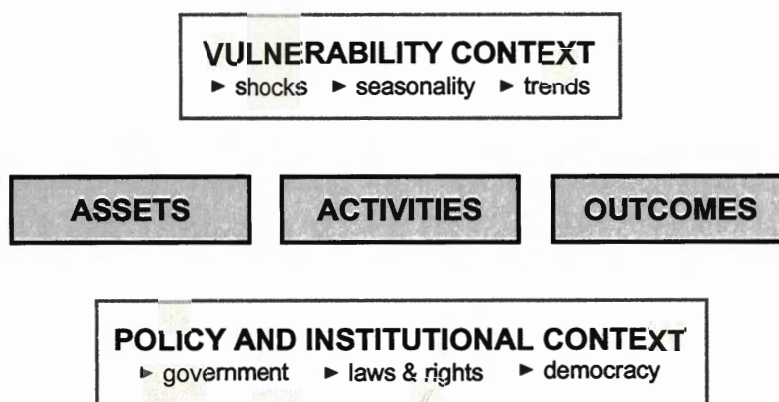 VULNERABILITY CONTEXT
► shocks ► seasonality ► trends
ASSETS ACTIVITIES OUTCOMES
POLICY AND INSTITUTIONAL CONTEXT
► government ► laws & rights ► democracy